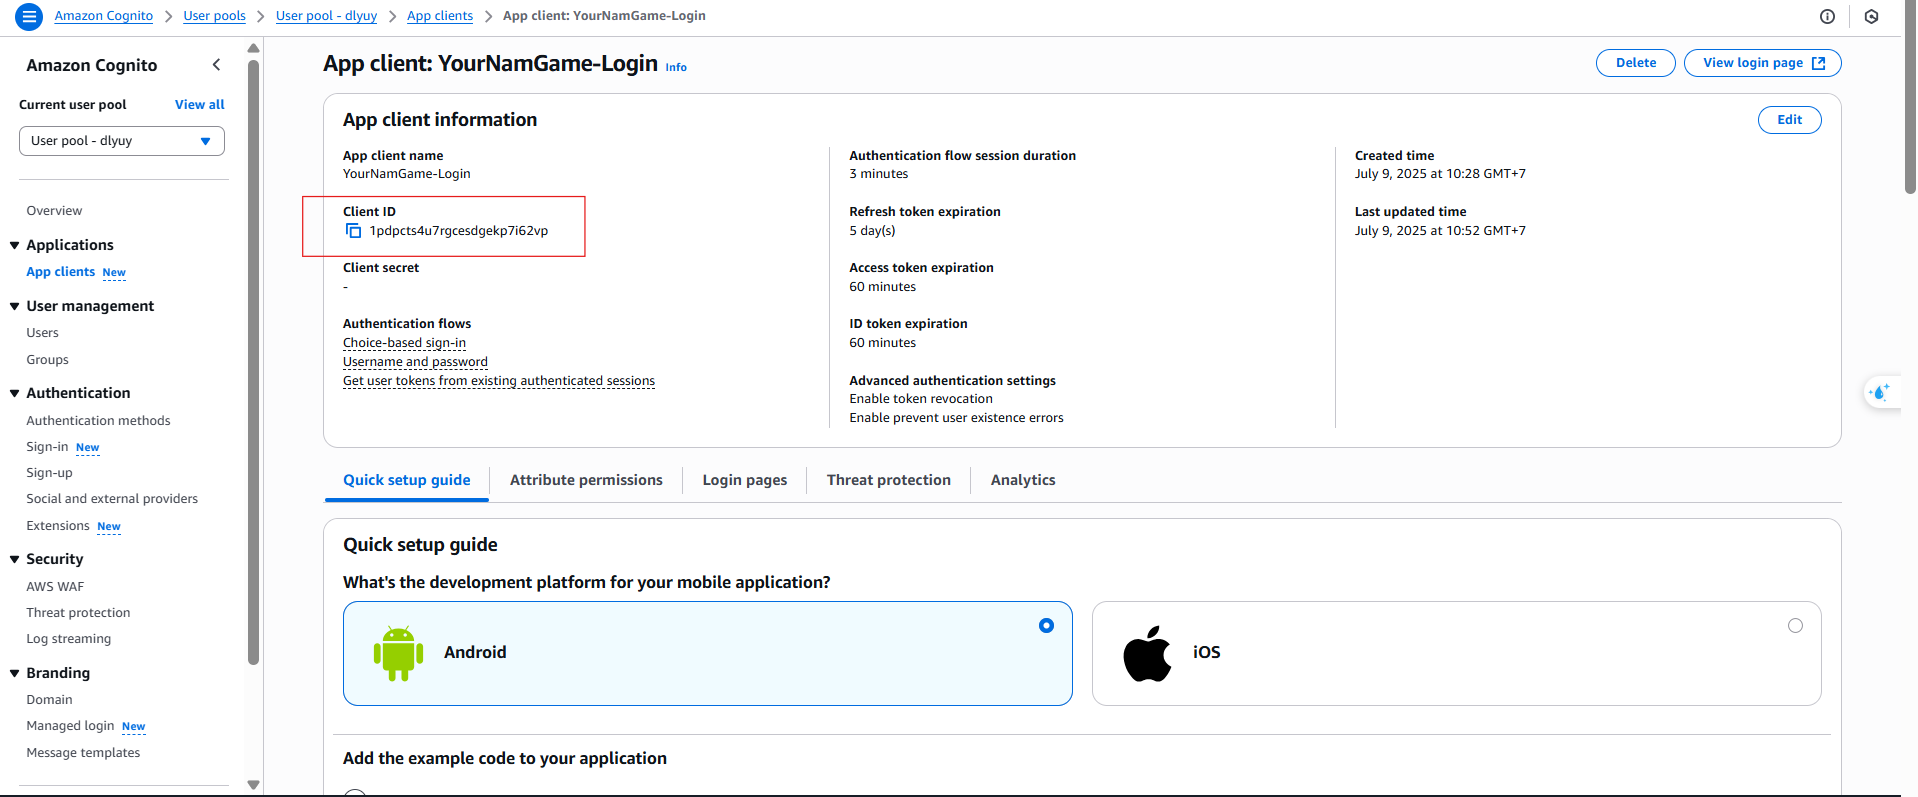 Amazon Cognito > User pools > User pool - dlyuy > App clients > App client: YourNamGame-Login
Amazon Cognito
Current user pool View all
User pool - dlyuy
Overview
Applications
App clients New
User management
Users
Groups
Authentication
Authentication methods
Sign-in New
Sign-up
Social and external providers
Extensions New
Security
AWS WAF
Threat protection
Log streaming
Branding
Domain
Managed login New
Message templates
App client: YourNamGame-Login Info
Delete
View login page
App client information
Edit
App client name
YourNamGame-Login
Client ID
1pdpcts4u7rgcesdgekp7i62vp
Client secret
-
Authentication flows
Choice-based sign-in
Username and password
Get user tokens from existing authenticated sessions
Authentication flow session duration
3 minutes
Refresh token expiration
5 day(s)
Access token expiration
60 minutes
ID token expiration
60 minutes
Advanced authentication settings
Enable token revocation
Enable prevent user existence errors
Created time
July 9, 2025 at 10:28 GMT+7
Last updated time
July 9, 2025 at 10:52 GMT+7
Quick setup guide
Attribute permissions
Login pages
Threat protection
Analytics
Quick setup guide
What's the development platform for your mobile application?
Android
iOS
Add the example code to your application